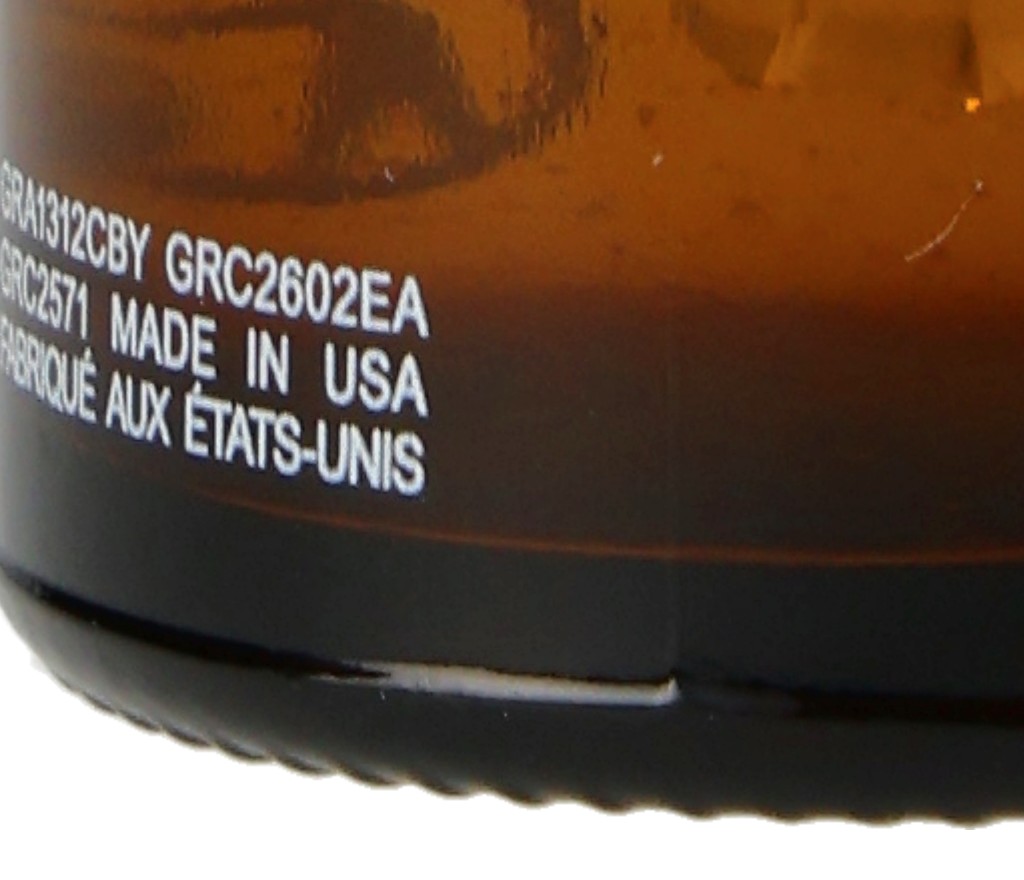 GRA1312CBY GRC2602EA
GRC2571 MADE IN USA
FABRIQUÉ AUX ÉTATS-UNIS